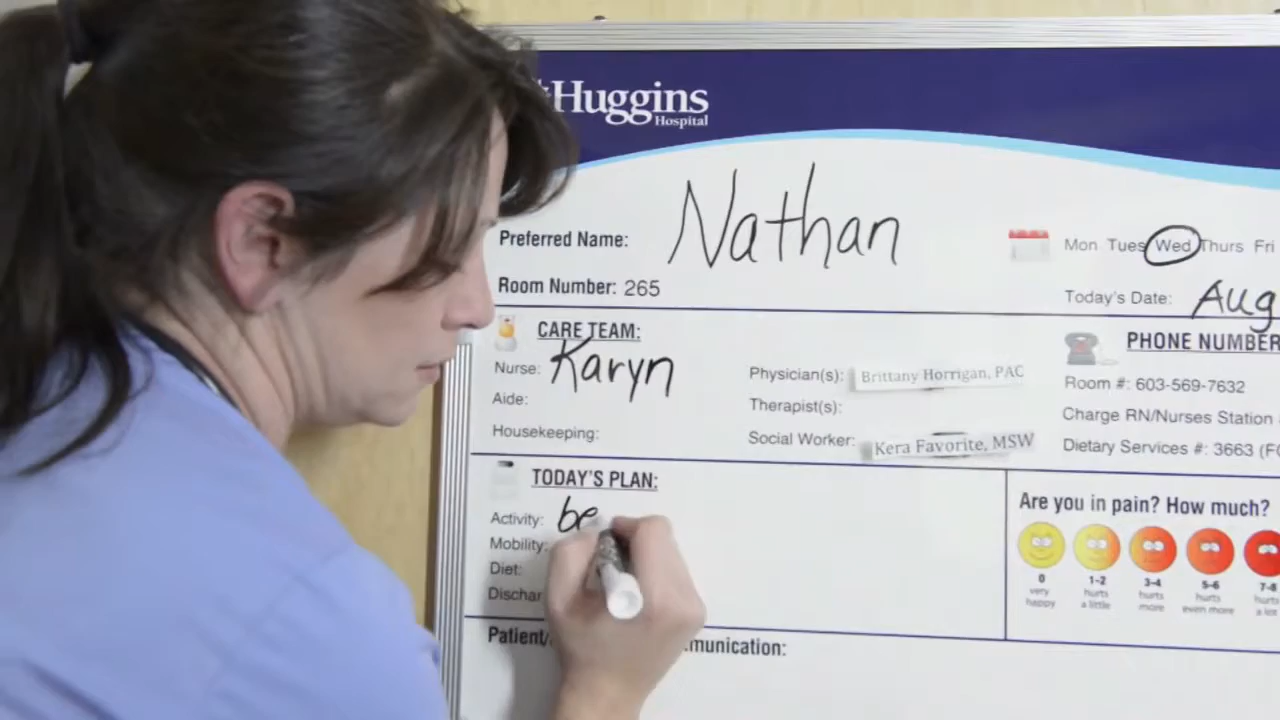 Huggins
Hospital
Preferred Name: Nathan
Mon Tues Wed Thurs Fri
Room Number: 265
Today's Date: Aug
CARE TEAM:
Nurse: Karyn
Physician(s): Brittany Horrigan, PAC
Aide:
Therapist(s):
Housekeeping:
Social Worker: Kera Favorite, MSW
PHONE NUMBER
Room #: 603-569-7632
Charge RN/Nurses Station
Dietary Services #: 3663 (FO
TODAY'S PLAN:
Activity: be
Mobility:
Diet:
Dischar
Are you in pain? How much?
0 1-2 3-4 5-6 7-8
very hurts hurts hurts hurts
happy a little more even more a lot
Patient/ munication: